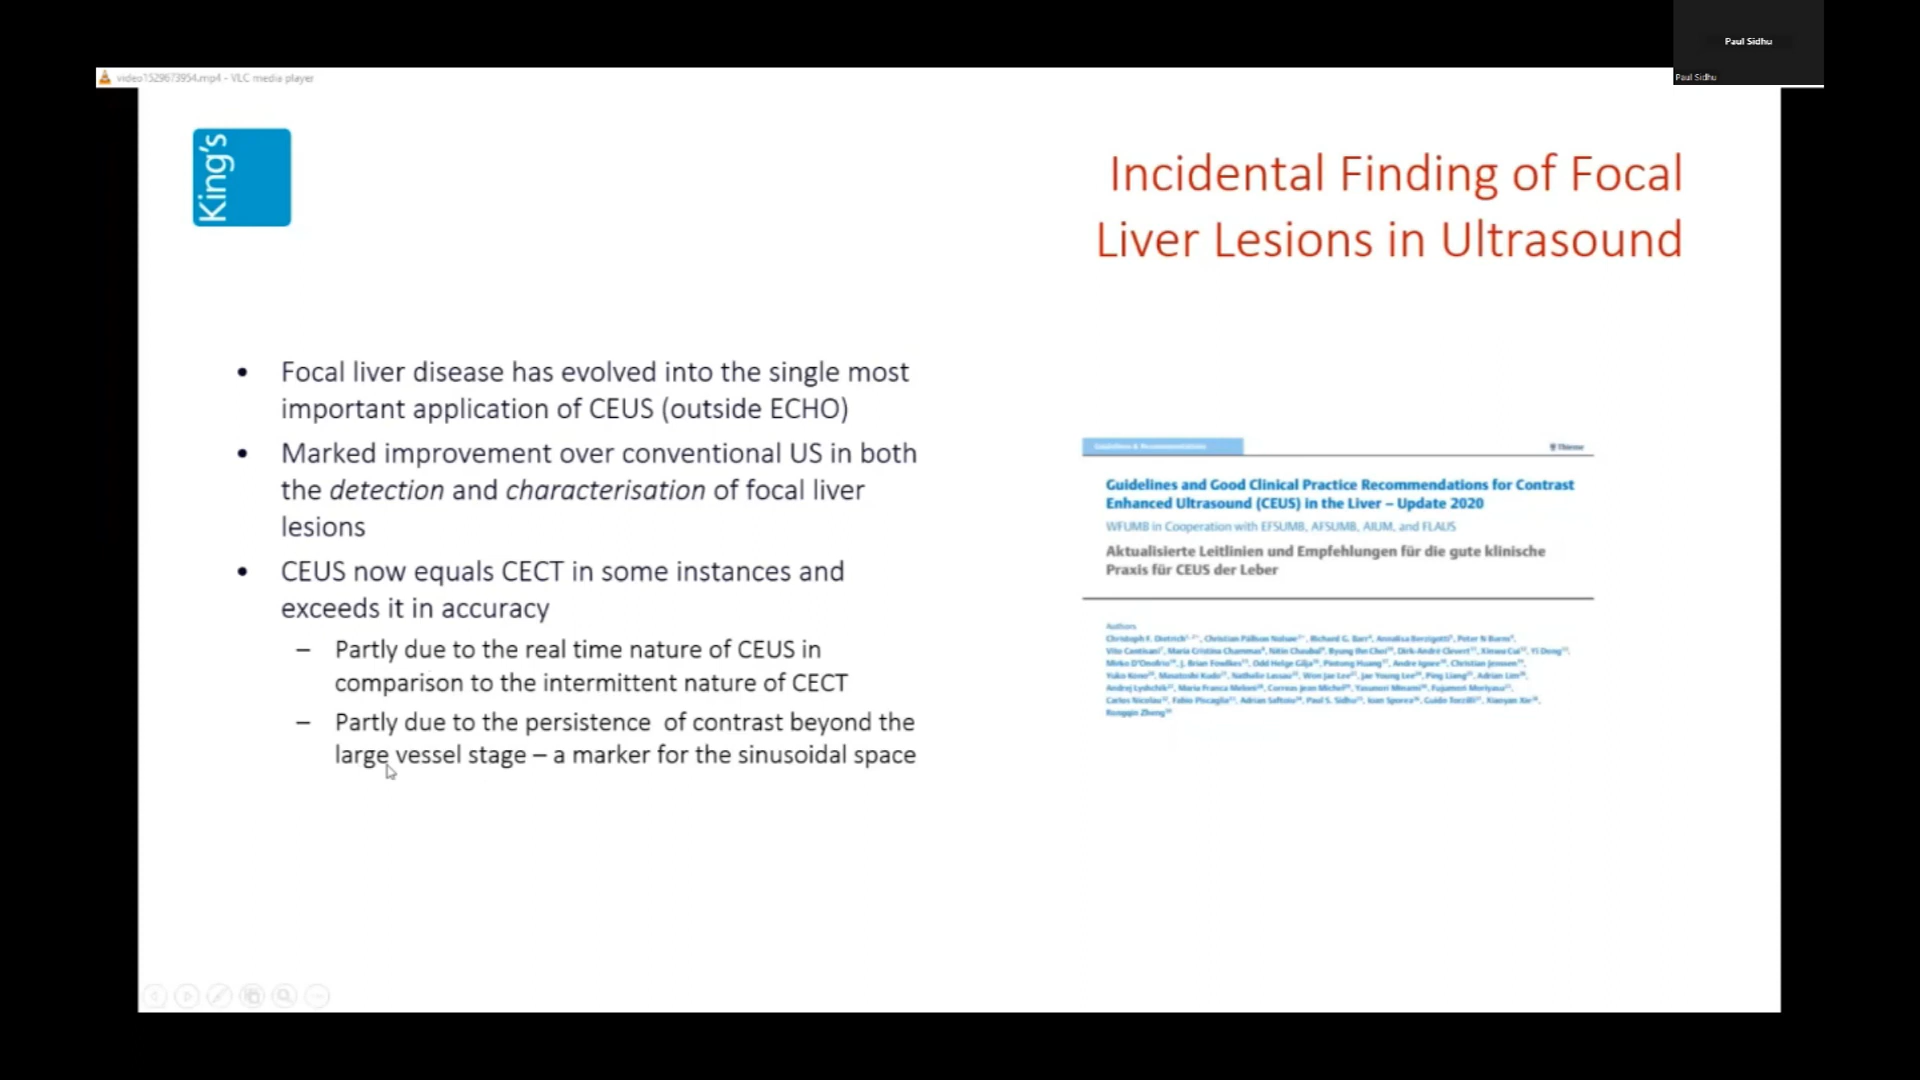 Paul Sidhu
Paul Sidhu
video1529673954.mp4 - VLC media player
King's
Incidental Finding of Focal
Liver Lesions in Ultrasound
• Focal liver disease has evolved into the single most
important application of CEUS (outside ECHO)
• Marked improvement over conventional US in both
the detection and characterisation of focal liver
lesions
• CEUS now equals CECT in some instances and
exceeds it in accuracy
– Partly due to the real time nature of CEUS in
comparison to the intermittent nature of CECT
– Partly due to the persistence of contrast beyond the
large vessel stage – a marker for the sinusoidal space
Guidelines & Recommendations
Thieme
Guidelines and Good Clinical Practice Recommendations for Contrast
Enhanced Ultrasound (CEUS) in the Liver – Update 2020
WFUMB in Cooperation with EFSUMB, AFSUMB, AIUM, and FLAUS
Aktualisierte Leitlinien und Empfehlungen für die gute klinische
Praxis für CEUS der Leber
Authors